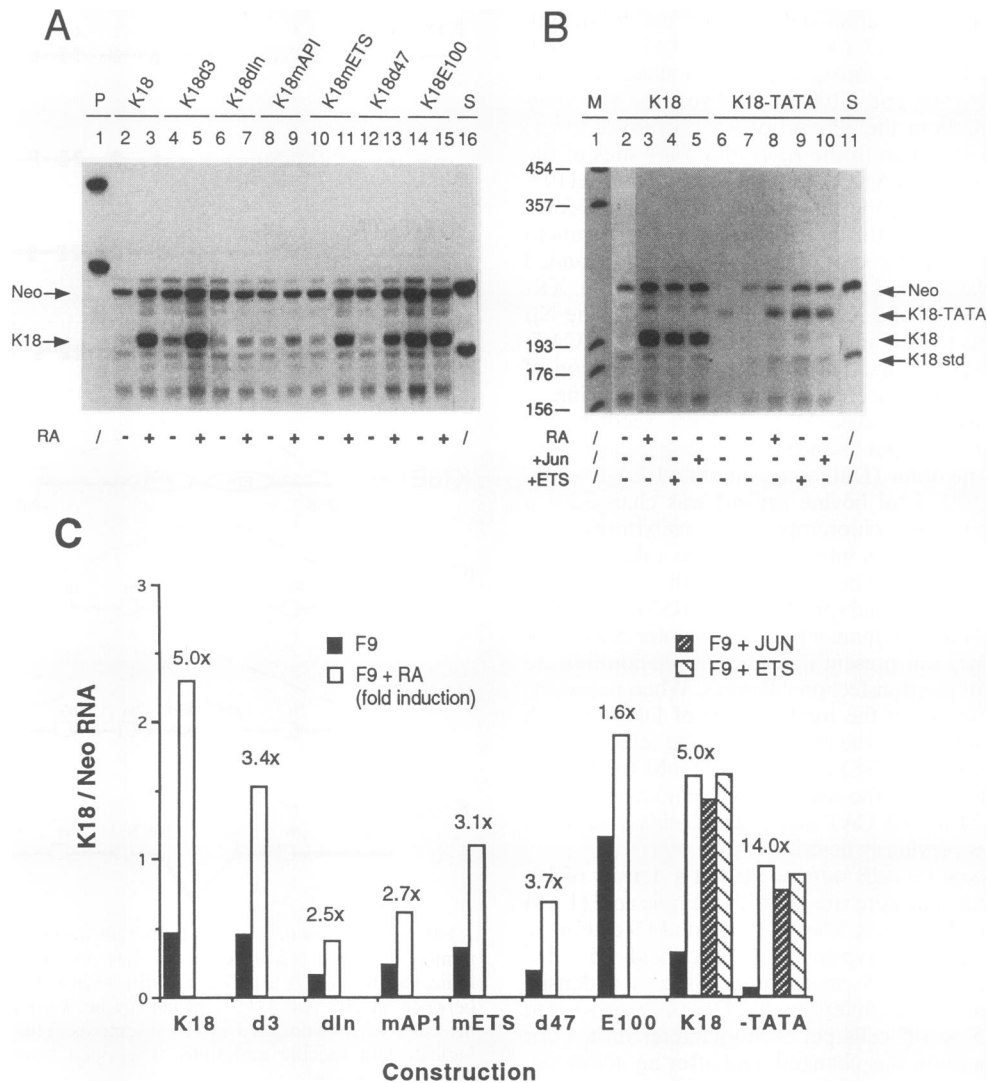 A
P K18 K18d3 K18dln K18mAPI K18mETS K18d47 K18E100 S
1 2 3 4 5 6 7 8 9 10 11 12 13 14 15 16
Neo
K18
RA / - + - + - + - + - + - + - + /
B
M K18 K18-TATA S
1 2 3 4 5 6 7 8 9 10 11
454
357
193
176
156
Neo
K18-TATA
K18
K18 std
RA / - + - - - - + - - /
+Jun / - - - + - - - - + /
+ETS / - - + - - - - + - /
C
K18 / Neo RNA
3
2
1
0
F9
F9 + RA
(fold induction)
F9 + JUN
F9 + ETS
5.0x
3.4x
2.5x
2.7x
3.1x
3.7x
1.6x
5.0x
14.0x
K18 d3 dln mAP1 mETS d47 E100 K18 -TATA
Construction